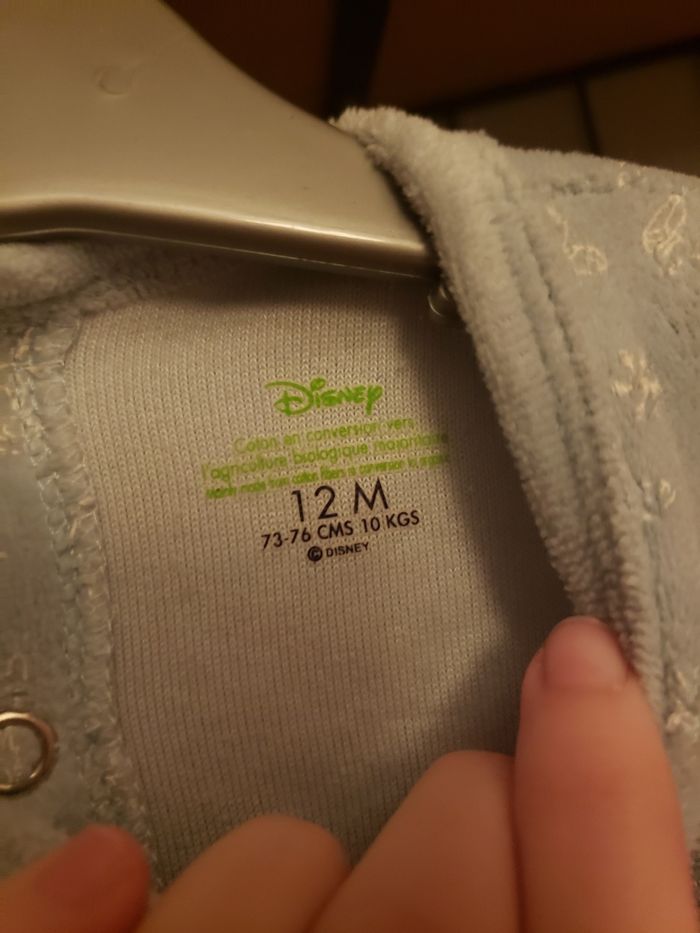 Disney
Coton en conversion vers
l'agriculture biologique majoritaire
12 M
73-76 CMS 10 KGS
© DISNEY